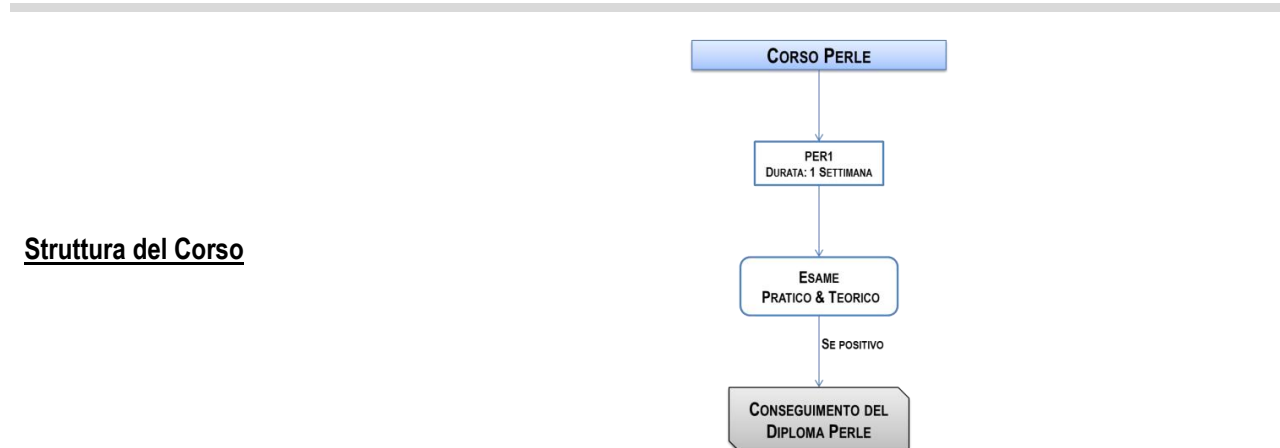 CORSO PERLE
PER1
DURATA: 1 SETTIMANA
Struttura del Corso
ESAME
PRATICO & TEORICO
SE POSITIVO
CONSEGUIMENTO DEL
DIPLOMA PERLE